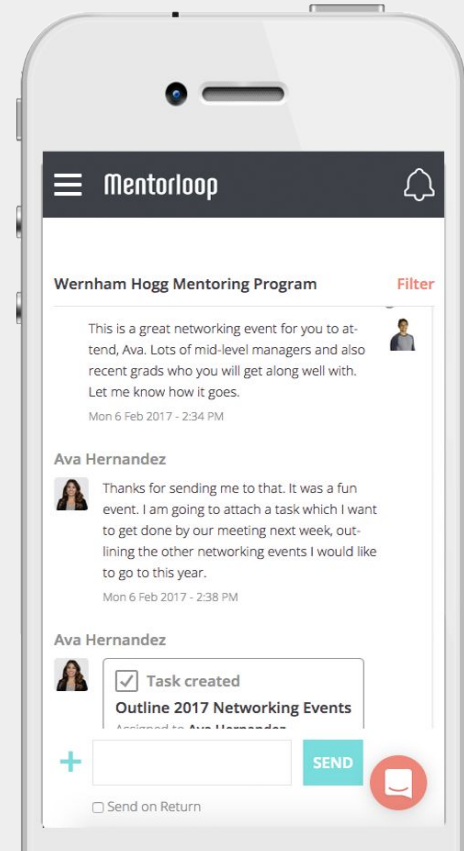 Mentorloop
Wernham Hogg Mentoring Program
Filter
This is a great networking event for you to at-
tend, Ava. Lots of mid-level managers and also
recent grads who you will get along well with.
Let me know how it goes.
Mon 6 Feb 2017 - 2:34 PM
Ava Hernandez
Thanks for sending me to that. It was a fun
event. I am going to attach a task which I want
to get done by our meeting next week, out-
lining the other networking events I would like
to go to this year.
Mon 6 Feb 2017 - 2:38 PM
Ava Hernandez
Task created
Outline 2017 Networking Events
Assigned to Ava Hernandez
SEND
Send on Return